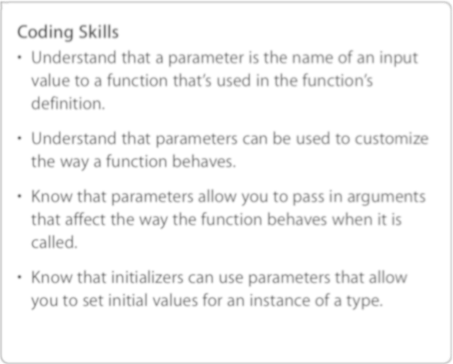 Coding Skills
• Understand that a parameter is the name of an input
value to a function that's used in the function's
definition.
• Understand that parameters can be used to customize
the way a function behaves.
• Know that parameters allow you to pass in arguments
that affect the way the function behaves when it is
called.
• Know that initializers can use parameters that allow
you to set initial values for an instance of a type.